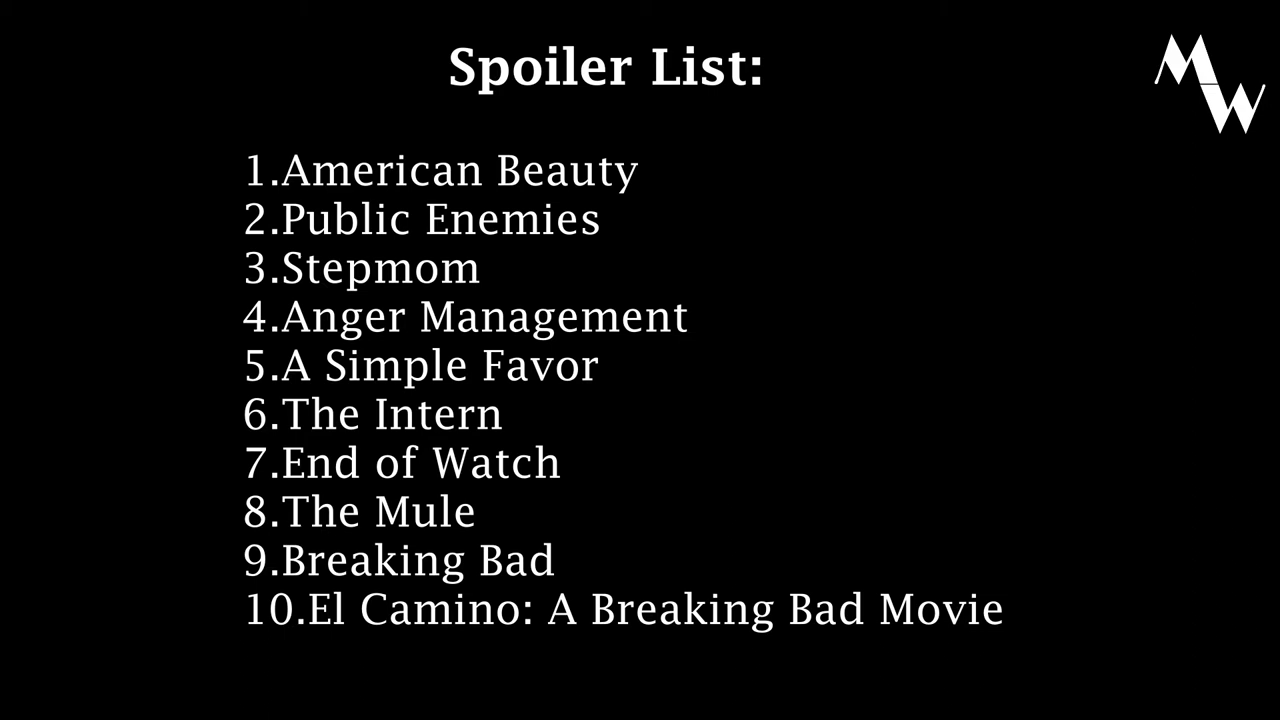 Spoiler List:
MW
1.American Beauty
2.Public Enemies
3.Stepmom
4.Anger Management
5.A Simple Favor
6.The Intern
7.End of Watch
8.The Mule
9.Breaking Bad
10.El Camino: A Breaking Bad Movie